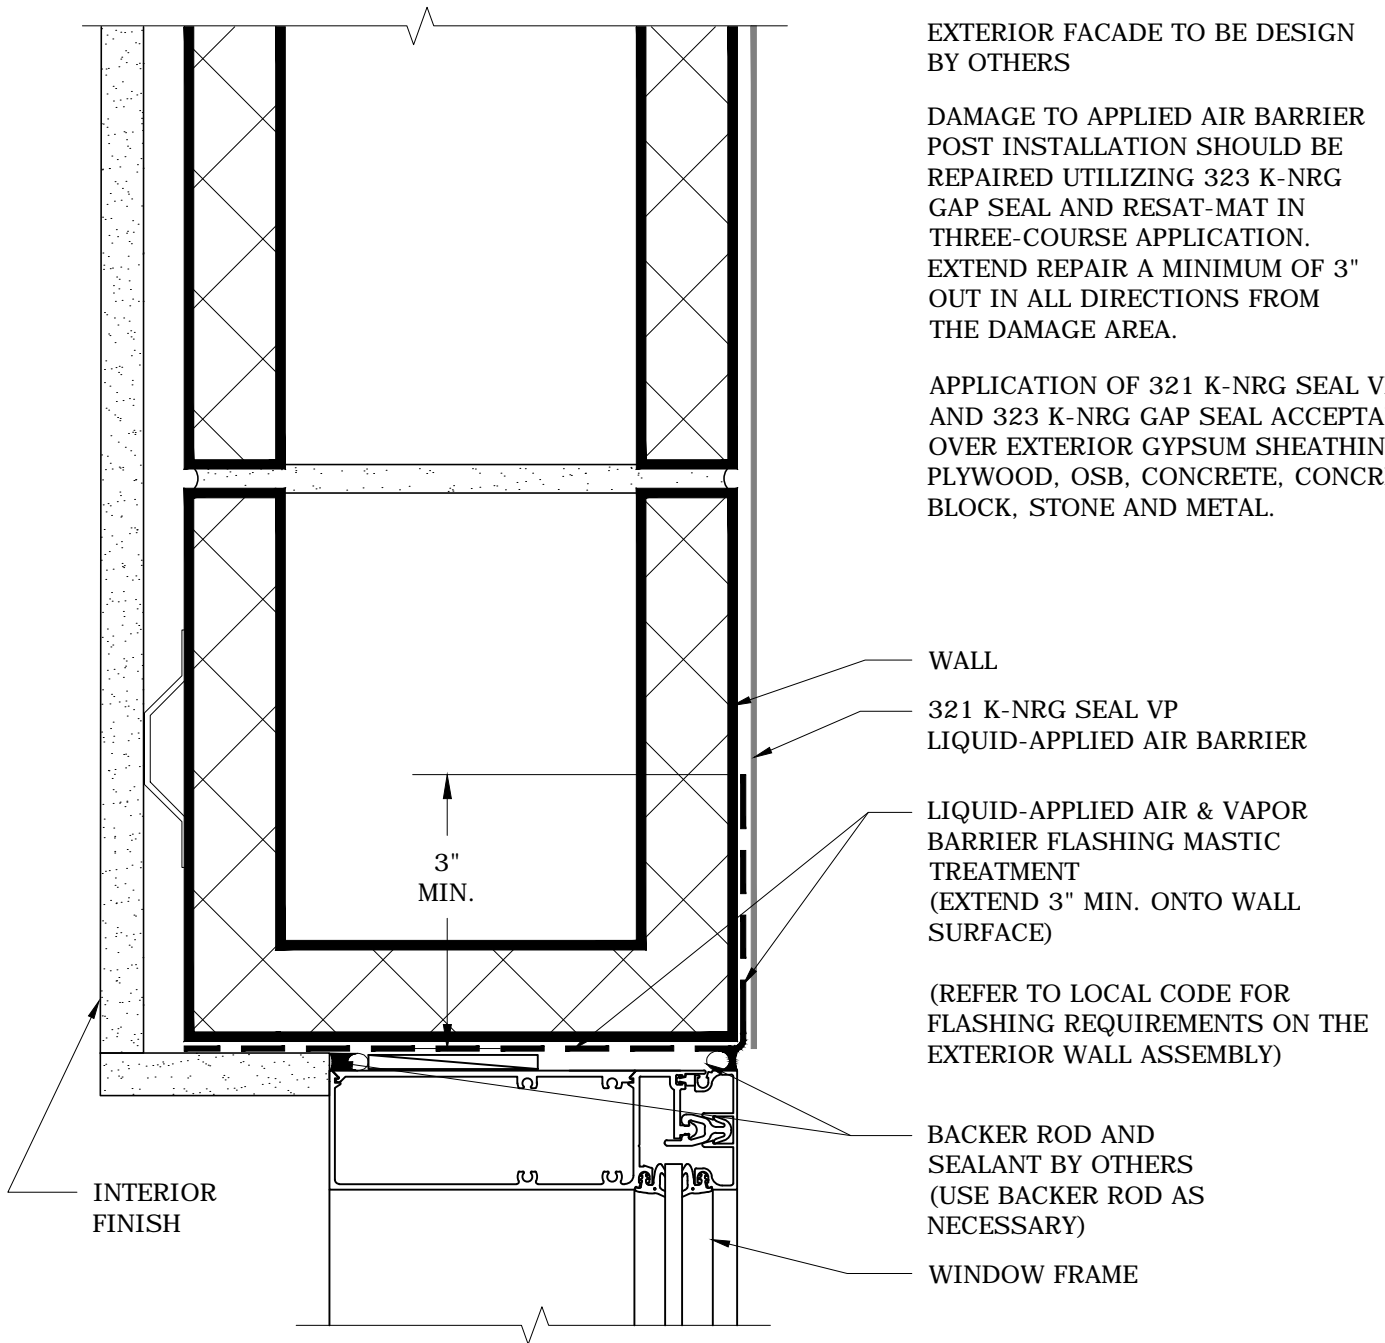 EXTERIOR FACADE TO BE DESIGN
BY OTHERS
DAMAGE TO APPLIED AIR BARRIER
POST INSTALLATION SHOULD BE
REPAIRED UTILIZING 323 K-NRG
GAP SEAL AND RESAT-MAT IN
THREE-COURSE APPLICATION.
EXTEND REPAIR A MINIMUM OF 3"
OUT IN ALL DIRECTIONS FROM
THE DAMAGE AREA.
APPLICATION OF 321 K-NRG SEAL V
AND 323 K-NRG GAP SEAL ACCEPTA
OVER EXTERIOR GYPSUM SHEATHIN
PLYWOOD, OSB, CONCRETE, CONCR
BLOCK, STONE AND METAL.
WALL
321 K-NRG SEAL VP
LIQUID-APPLIED AIR BARRIER
LIQUID-APPLIED AIR & VAPOR
BARRIER FLASHING MASTIC
TREATMENT
(EXTEND 3" MIN. ONTO WALL
SURFACE)
(REFER TO LOCAL CODE FOR
FLASHING REQUIREMENTS ON THE
EXTERIOR WALL ASSEMBLY)
BACKER ROD AND
SEALANT BY OTHERS
(USE BACKER ROD AS
NECESSARY)
WINDOW FRAME
3"
MIN.
INTERIOR
FINISH